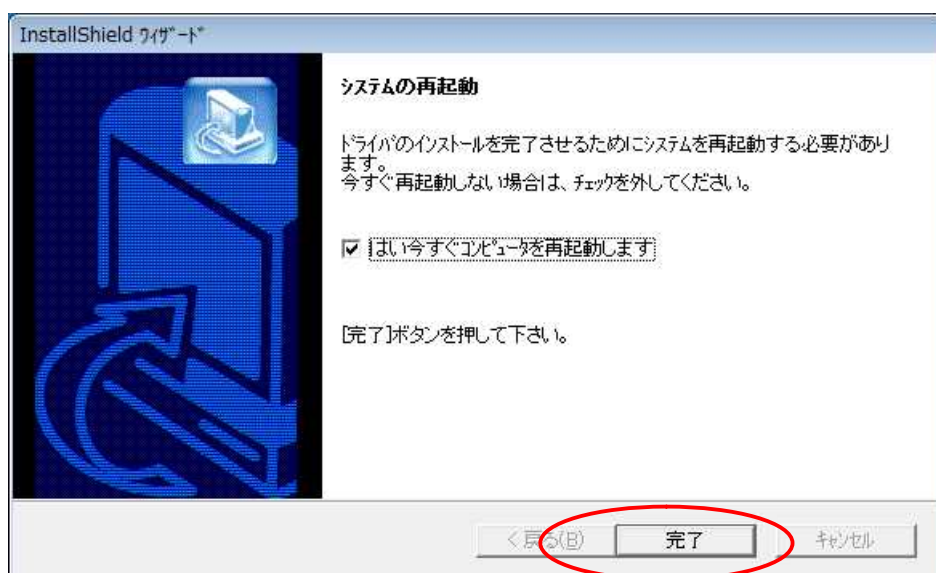 InstallShield ｳｨｻﾞｰﾄﾞ
ｼｽﾃﾑの再起動
ﾄﾞﾗｲﾊﾞのｲﾝｽﾄｰﾙを完了させるためにｼｽﾃﾑを再起動する必要があり
ます。
今すぐ再起動しない場合は、ﾁｪｯｸを外してください。
はい今すぐｺﾝﾋﾟｭｰﾀを再起動します
[完了]ボタンを押して下さい。
< 戻る(B) 完了 ｷｬﾝｾﾙ